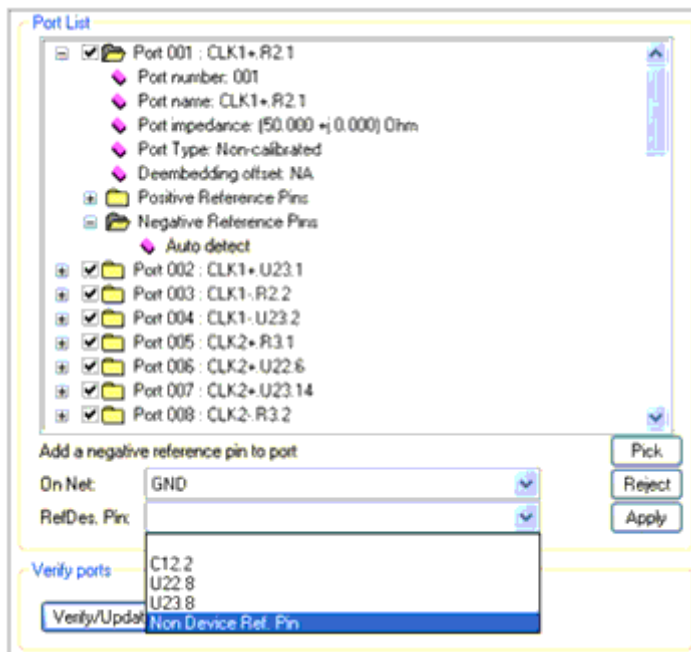 Port List
Port 001 : CLK1+.R2.1
Port number: 001
Port name: CLK1+.R2.1
Port impedance: (50.000 +j 0.000) Ohm
Port Type: Non-calibrated
Deembedding offset: NA
Positive Reference Pins
Negative Reference Pins
Auto detect
Port 002 : CLK1+.U23.1
Port 003 : CLK1-.R2.2
Port 004 : CLK1-.U23.2
Port 005 : CLK2+.R3.1
Port 006 : CLK2+.U22.6
Port 007 : CLK2+.U23.14
Port 008 : CLK2-.R3.2
Add a negative reference pin to port
Pick
On Net: GND
Reject
RefDes. Pin:
Apply
C12.2
U22.8
U23.8
Non Device Ref. Pin
Verify ports
Verify/Updat